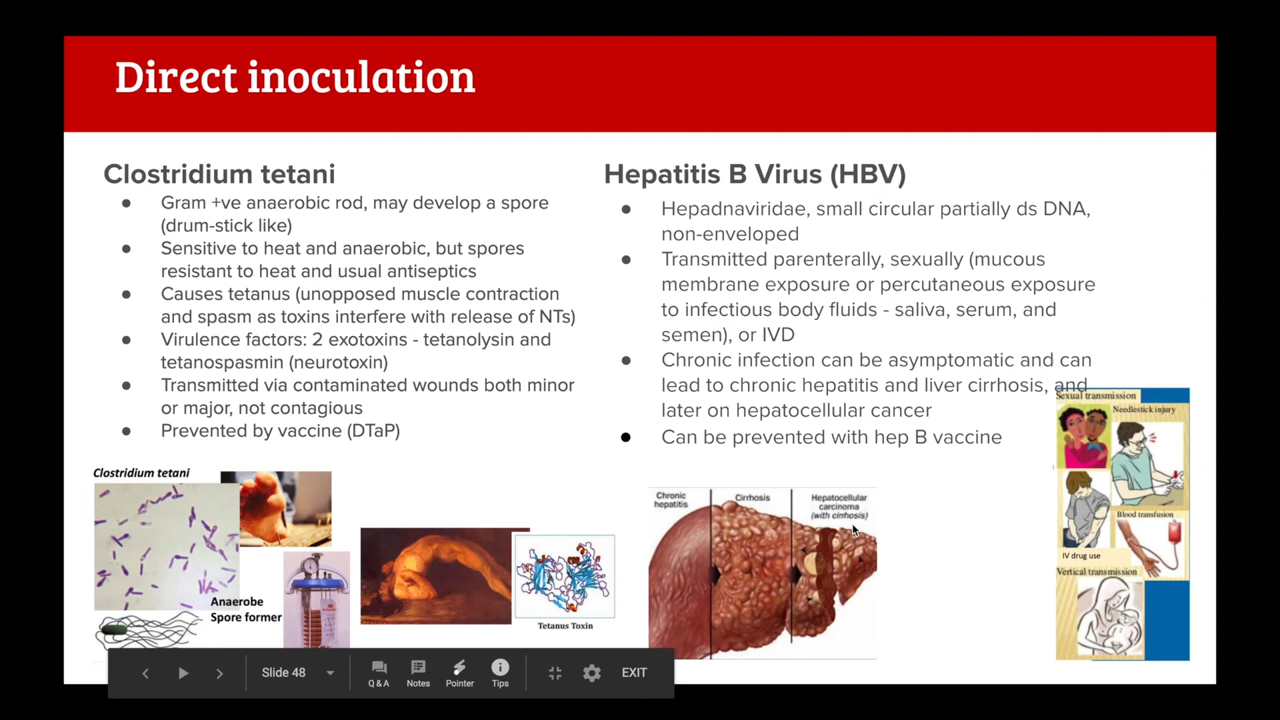 Direct inoculation
Clostridium tetani
● Gram +ve anaerobic rod, may develop a spore
(drum-stick like)
● Sensitive to heat and anaerobic, but spores
resistant to heat and usual antiseptics
● Causes tetanus (unopposed muscle contraction
and spasm as toxins interfere with release of NTs)
● Virulence factors: 2 exotoxins - tetanolysin and
tetanospasmin (neurotoxin)
● Transmitted via contaminated wounds both minor
or major, not contagious
● Prevented by vaccine (DTaP)
Clostridium tetani
Anaerobe
Spore former
Tetanus Toxin
Hepatitis B Virus (HBV)
● Hepadnaviridae, small circular partially ds DNA,
non-enveloped
● Transmitted parenterally, sexually (mucous
membrane exposure or percutaneous exposure
to infectious body fluids - saliva, serum, and
semen), or IVD
● Chronic infection can be asymptomatic and can
lead to chronic hepatitis and liver cirrhosis, and
later on hepatocellular cancer
● Can be prevented with hep B vaccine
Chronic
hepatitis
Cirrhosis
Hepatocellular
carcinoma
(with cirrhosis)
Sexual transmission
Needlestick injury
Blood transfusion
IV drug use
Vertical transmission
Slide 48
Q & A
Notes
Pointer
Tips
EXIT